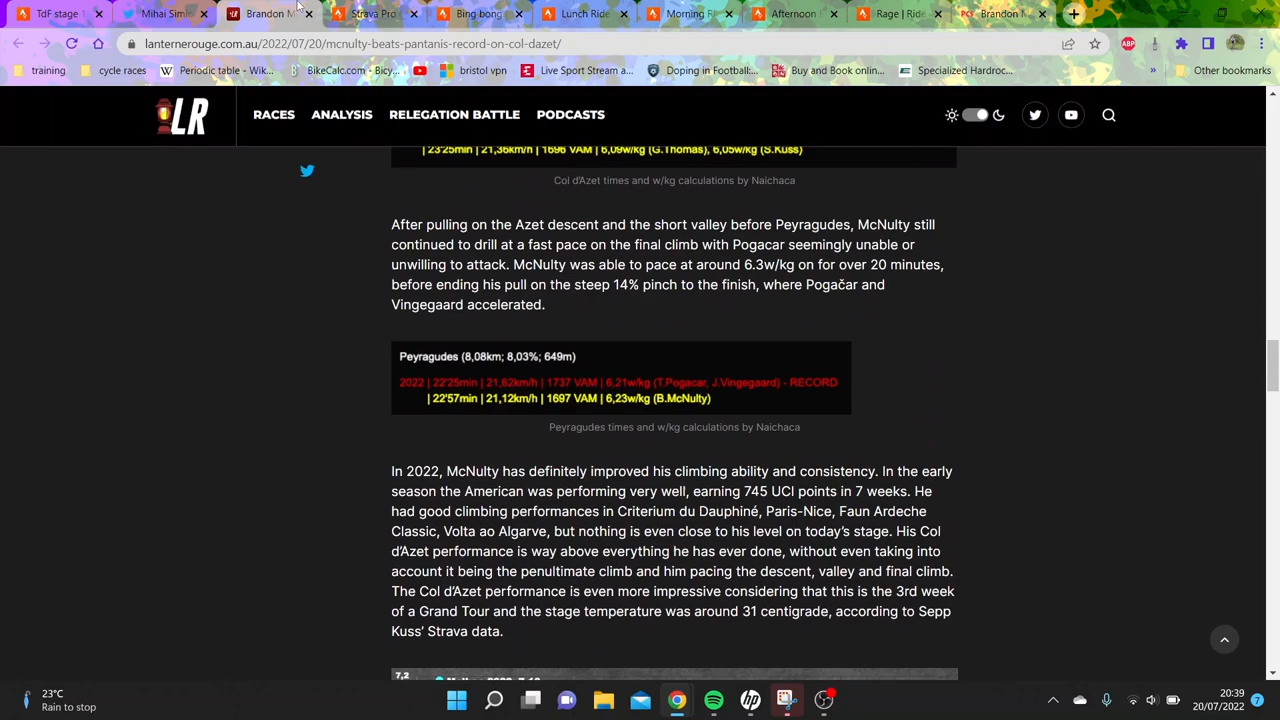 TdF stage 1
Mihai Simio
Brandon M
Strava Pro
Bing bong
Lunch Ride
Morning Ri
Afternoon
Rage | Ride
Brandon M
lanternerouge.com.au/2022/07/20/mcnulty-beats-pantanis-record-on-col-dazet/
training
cycle races
Periodic table - Wik...
BikeCalc.com - Bicy...
bristol vpn
Live Sport Stream a...
Doping in Football:...
Buy and Book onlin...
Specialized Hardroc...
»
Other bookmarks
LR
RACES
ANALYSIS
RELEGATION BATTLE
PODCASTS
| 23'25min | 21,36km/h | 1696 VAM | 6,09w/kg (G.Thomas), 6,05w/kg (S.Kuss)
Col d'Azet times and w/kg calculations by Naichaca
After pulling on the Azet descent and the short valley before Peyragudes, McNulty still
continued to drill at a fast pace on the final climb with Pogacar seemingly unable or
unwilling to attack. McNulty was able to pace at around 6.3w/kg on for over 20 minutes,
before ending his pull on the steep 14% pinch to the finish, where Pogačar and
Vingegaard accelerated.
Peyragudes (8,08km; 8,03%; 649m)
2022 | 22'25min | 21,62km/h | 1737 VAM | 6,21w/kg (T.Pogacar, J.Vingegaard) - RECORD
| 22'57min | 21,12km/h | 1697 VAM | 6,23w/kg (B.McNulty)
Peyragudes times and w/kg calculations by Naichaca
In 2022, McNulty has definitely improved his climbing ability and consistency. In the early
season the American was performing very well, earning 745 UCI points in 7 weeks. He
had good climbing performances in Criterium du Dauphiné, Paris-Nice, Faun Ardeche
Classic, Volta ao Algarve, but nothing is even close to his level on today's stage. His Col
d'Azet performance is way above everything he has ever done, without even taking into
account it being the penultimate climb and him pacing the descent, valley and final climb.
The Col d'Azet performance is even more impressive considering that this is the 3rd week
of a Grand Tour and the stage temperature was around 31 centigrade, according to Sepp
Kuss' Strava data.
7,2
23°C
Rain to stop
20:39
20/07/2022
7